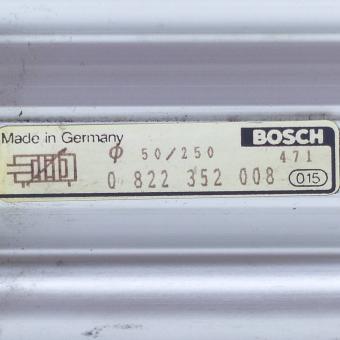 Made in Germany BOSCH
ϕ 50/250 471
0 822 352 008 015